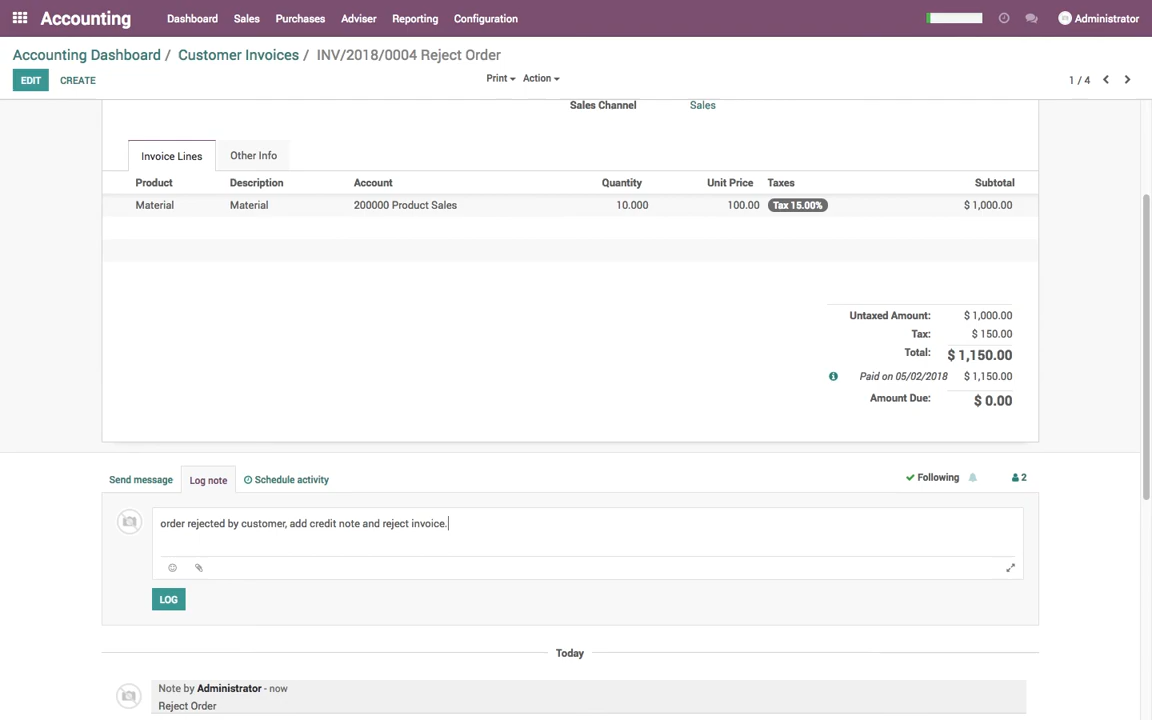 Accounting Dashboard Sales Purchases Adviser Reporting Configuration Administrator
Accounting Dashboard / Customer Invoices / INV/2018/0004 Reject Order
EDIT CREATE Print Action 1 / 4
Sales Channel Sales
Invoice Lines Other Info
Product Description Account Quantity Unit Price Taxes Subtotal
Material Material 200000 Product Sales 10.000 100.00 Tax 15.00% $ 1,000.00
Untaxed Amount: $ 1,000.00
Tax: $ 150.00
Total: $ 1,150.00
Paid on 05/02/2018 $ 1,150.00
Amount Due: $ 0.00
Send message Log note Schedule activity Following 2
order rejected by customer, add credit note and reject invoice.
LOG
Today
Note by Administrator - now
Reject Order